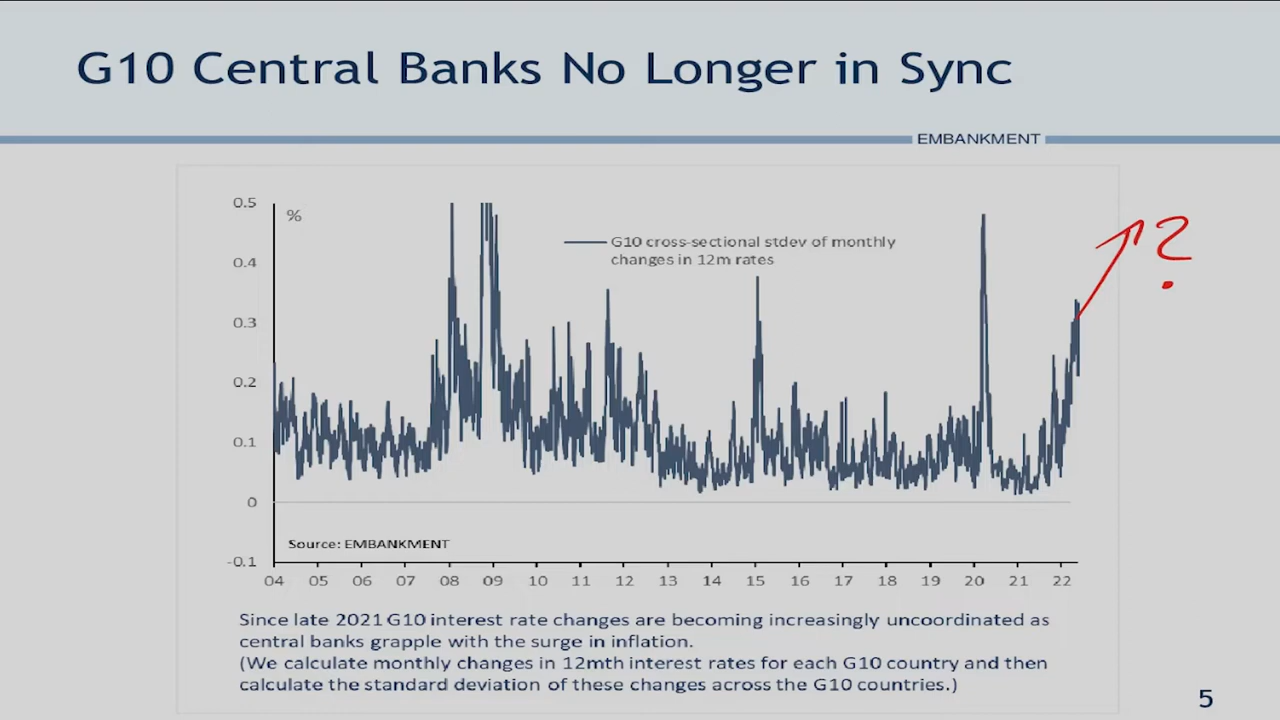 G10 Central Banks No Longer in Sync
EMBANKMENT
0.5
%
0.4
0.3
0.2
0.1
0
-0.1
G10 cross-sectional stdev of monthly
changes in 12m rates
?
Source: EMBANKMENT
04 05 06 07 08 09 10 11 12 13 14 15 16 17 18 19 20 21 22
Since late 2021 G10 interest rate changes are becoming increasingly uncoordinated as
central banks grapple with the surge in inflation.
(We calculate monthly changes in 12mth interest rates for each G10 country and then
calculate the standard deviation of these changes across the G10 countries.)
5